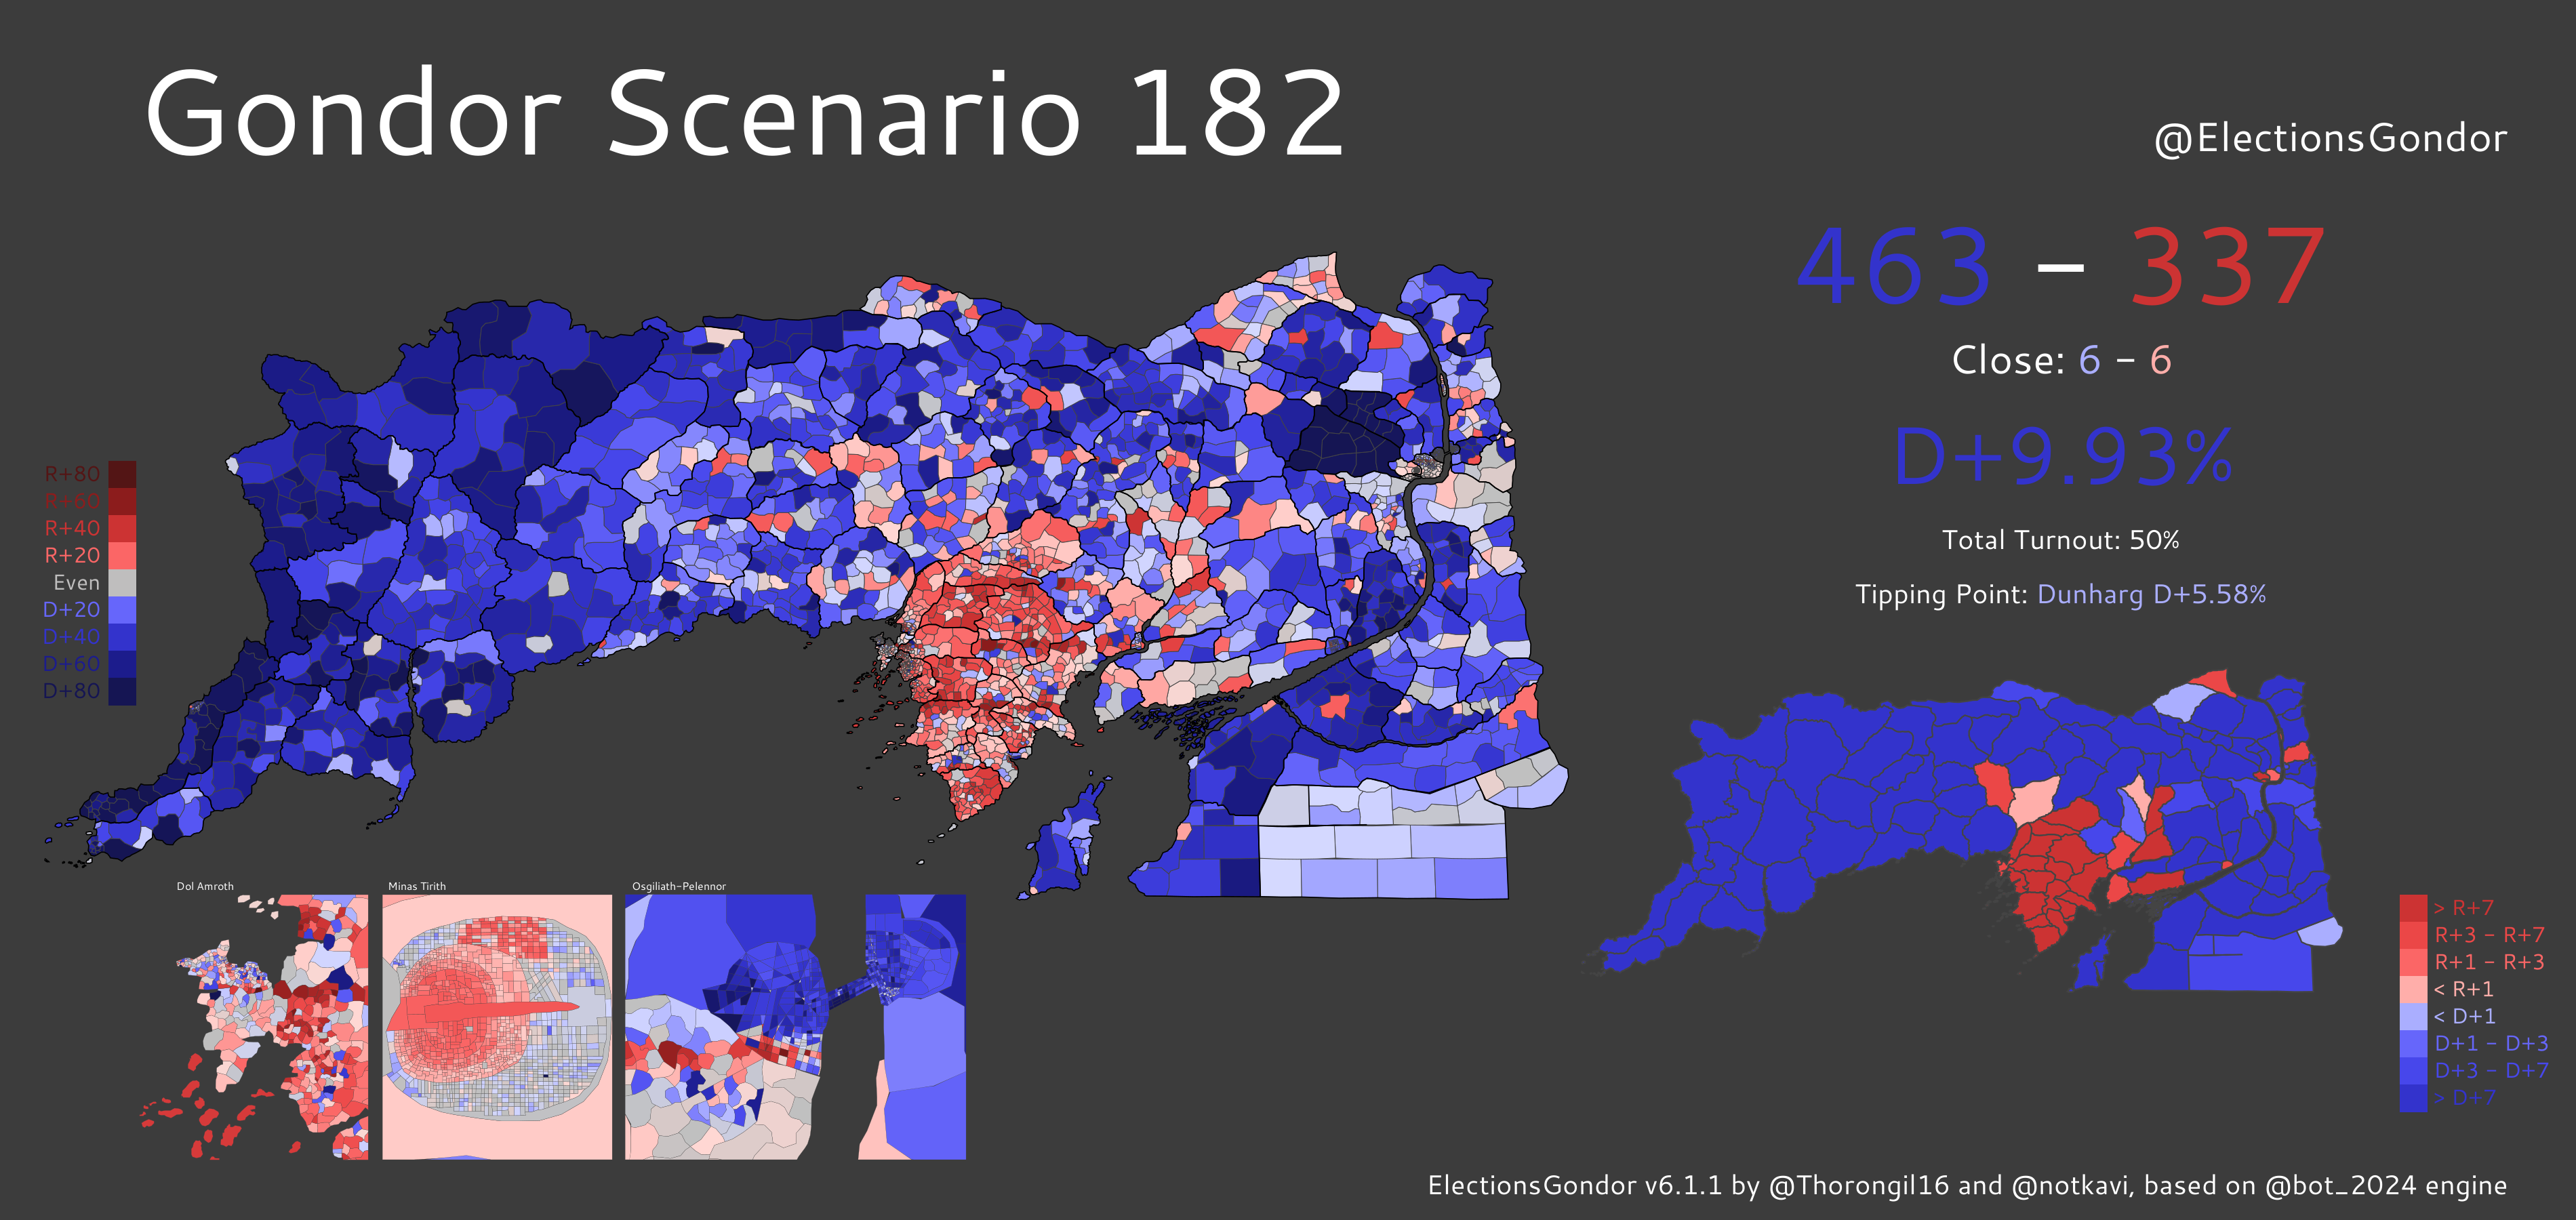 Gondor Scenario 182
@ElectionsGondor
463 – 337
Close: 6 – 6
D+9.93%
Total Turnout: 50%
Tipping Point: Dunharg D+5.58%
R+80
R+60
R+40
R+20
Even
D+20
D+40
D+60
D+80
Dol Amroth
Minas Tirith
Osgiliath-Pelennor
> R+7
R+3 – R+7
R+1 – R+3
< R+1
< D+1
D+1 – D+3
D+3 – D+7
> D+7
ElectionsGondor v6.1.1 by @Thorongil16 and @notkavi, based on @bot_2024 engine